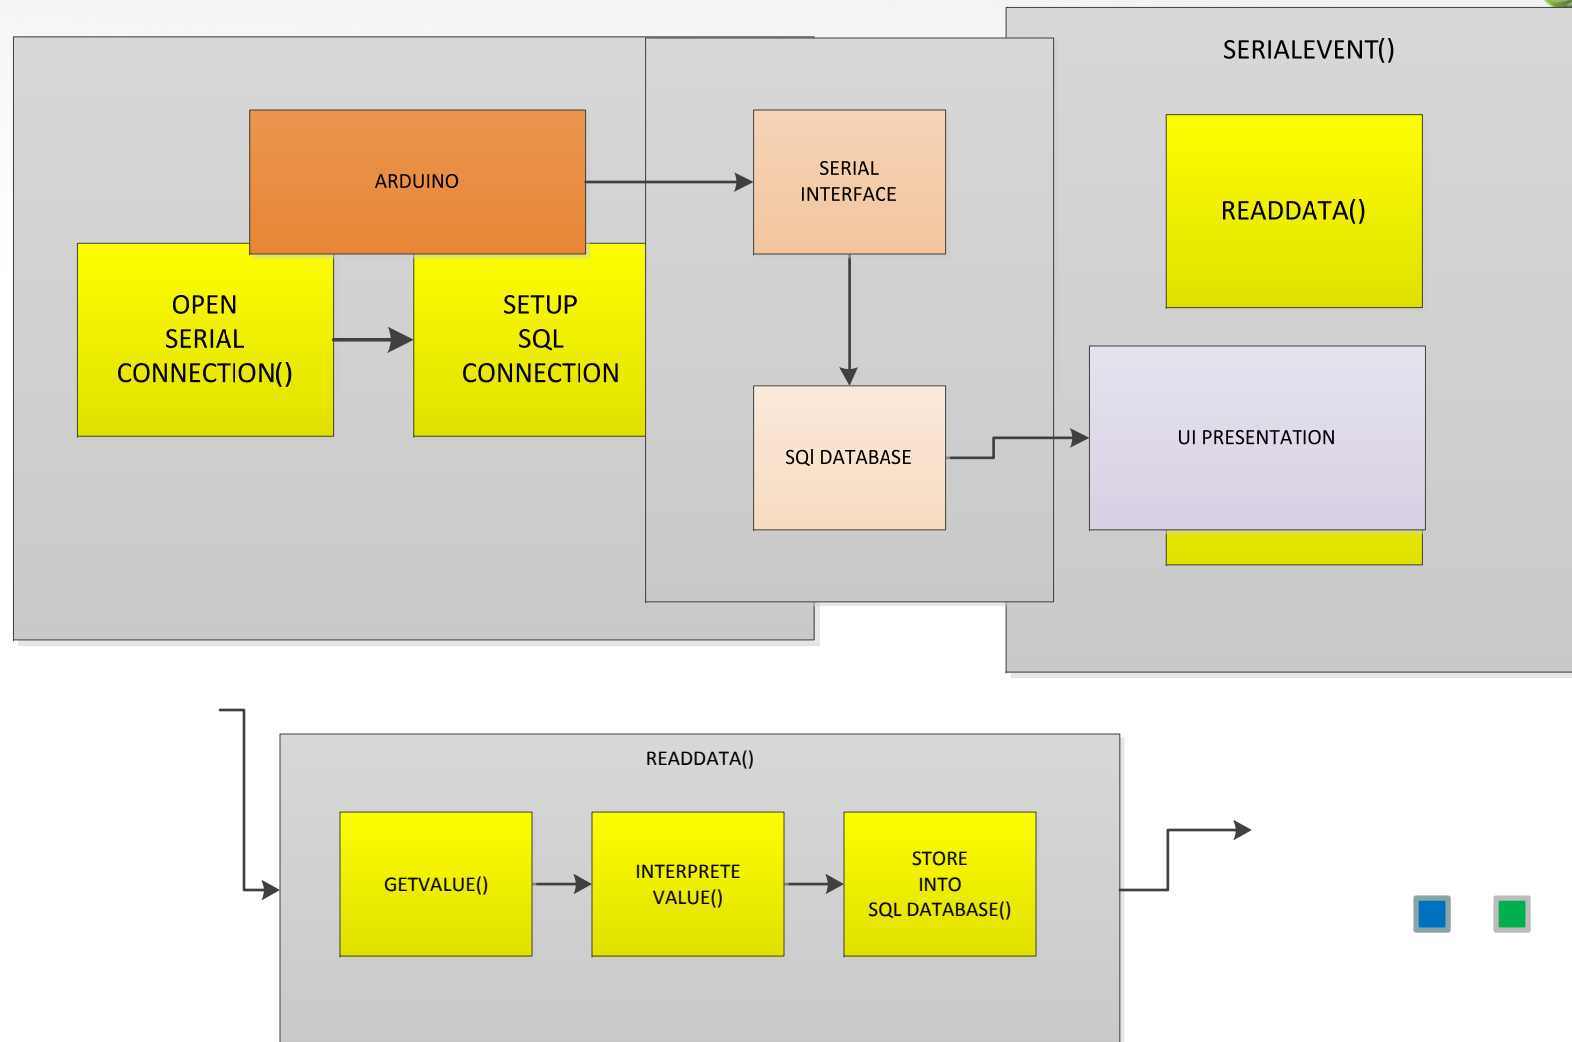 SERIALEVENT()
ARDUINO
SERIAL
INTERFACE
READDATA()
OPEN
SERIAL
CONNECTION()
SETUP
SQL
CONNECTION
SQl DATABASE
UI PRESENTATION
READDATA()
GETVALUE()
INTERPRETE
VALUE()
STORE
INTO
SQL DATABASE()